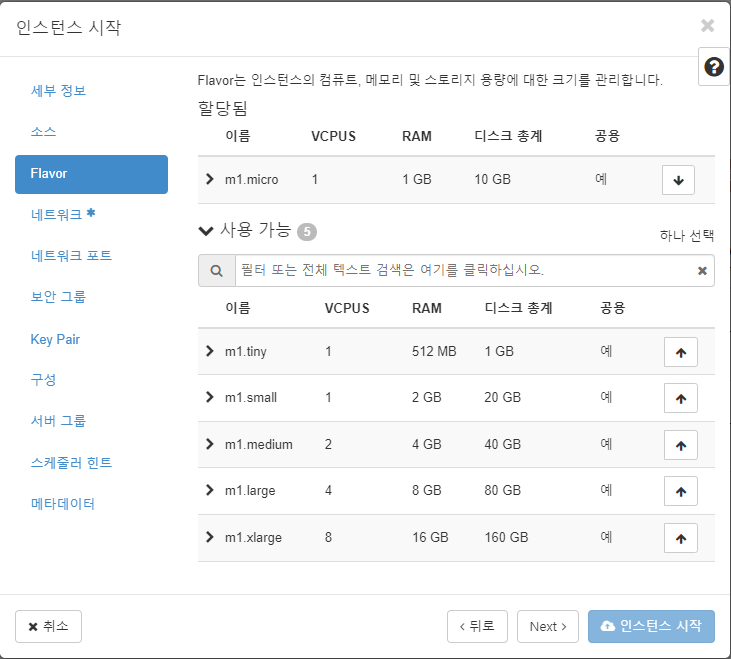 인스턴스 시작
세부 정보
소스
Flavor
네트워크 *
네트워크 포트
보안 그룹
Key Pair
구성
서버 그룹
스케줄러 힌트
메타데이터
Flavor는 인스턴스의 컴퓨트, 메모리 및 스토리지 용량에 대한 크기를 관리합니다.
할당됨
이름 VCPUS RAM 디스크 총계 공용
m1.micro 1 1 GB 10 GB 예
사용 가능 5 하나 선택
필터 또는 전체 텍스트 검색은 여기를 클릭하십시오.
이름 VCPUS RAM 디스크 총계 공용
m1.tiny 1 512 MB 1 GB 예
m1.small 1 2 GB 20 GB 예
m1.medium 2 4 GB 40 GB 예
m1.large 4 8 GB 80 GB 예
m1.xlarge 8 16 GB 160 GB 예
× 취소 < 뒤로 Next > 인스턴스 시작